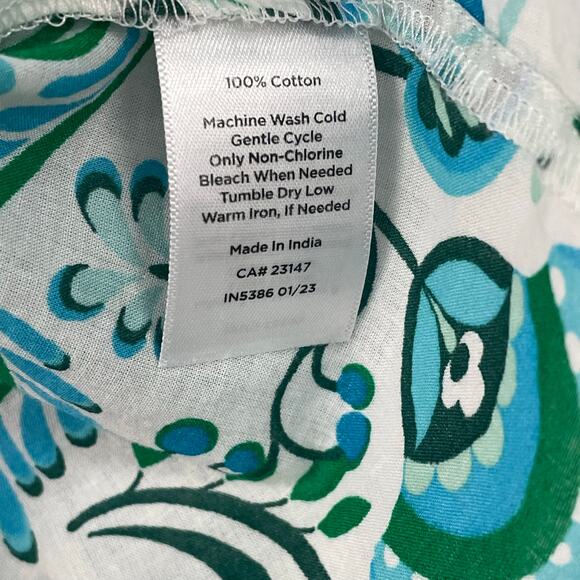 100% Cotton
Machine Wash Cold
Gentle Cycle
Only Non-Chlorine
Bleach When Needed
Tumble Dry Low
Warm Iron, If Needed
Made In India
CA# 23147
IN5386 01/23